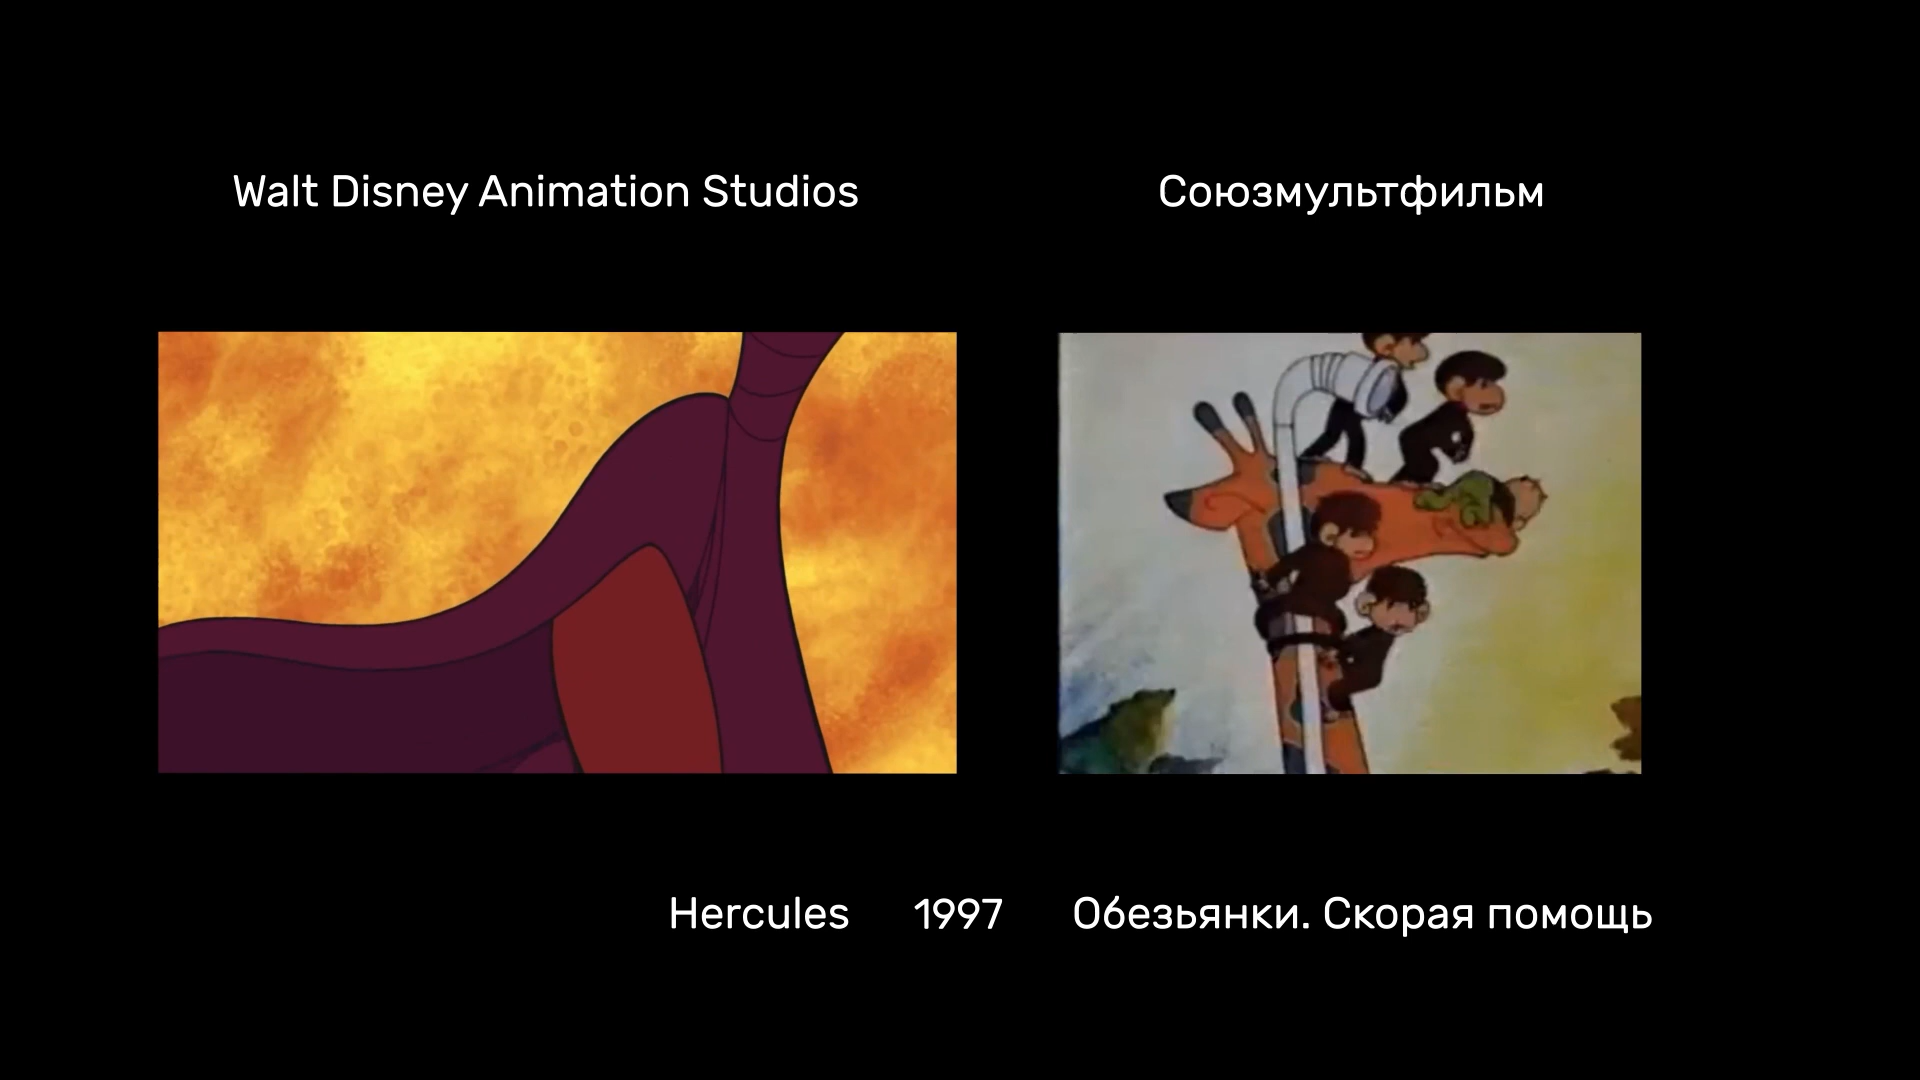 Walt Disney Animation Studios
Союзмультфильм
Hercules
1997
Обезьянки. Скорая помощь